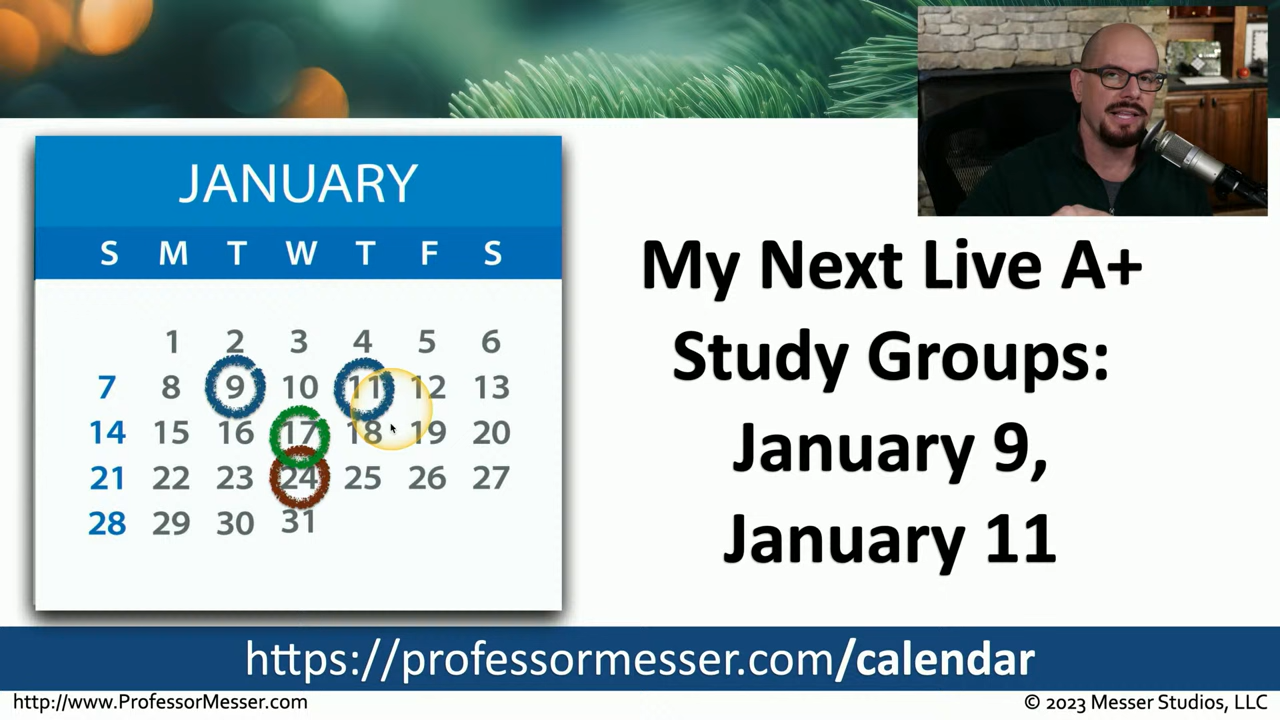 JANUARY
S M T W T F S
1 2 3 4 5 6
7 8 9 10 11 12 13
14 15 16 17 18 19 20
21 22 23 24 25 26 27
28 29 30 31
My Next Live A+
Study Groups:
January 9,
January 11
https://professormesser.com/calendar
http://www.ProfessorMesser.com
© 2023 Messer Studios, LLC